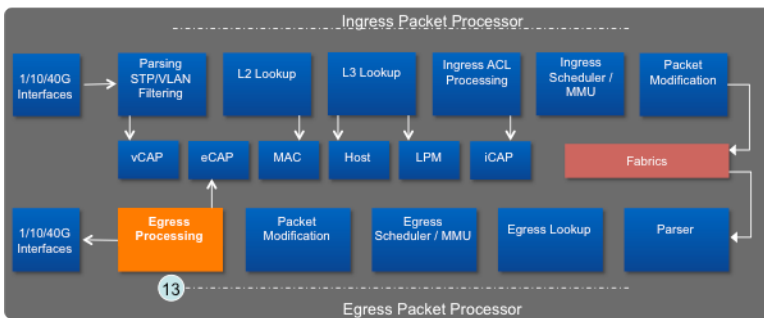 Ingress Packet Processor
1/10/40G
Interfaces
Parsing
STP/VLAN
Filtering
L2 Lookup
L3 Lookup
Ingress ACL
Processing
Ingress
Scheduler /
MMU
Packet
Modification
vCAP
eCAP
MAC
Host
LPM
iCAP
Fabrics
1/10/40G
Interfaces
Egress
Processing
Packet
Modification
Egress
Scheduler / MMU
Egress Lookup
Parser
13
Egress Packet Processor